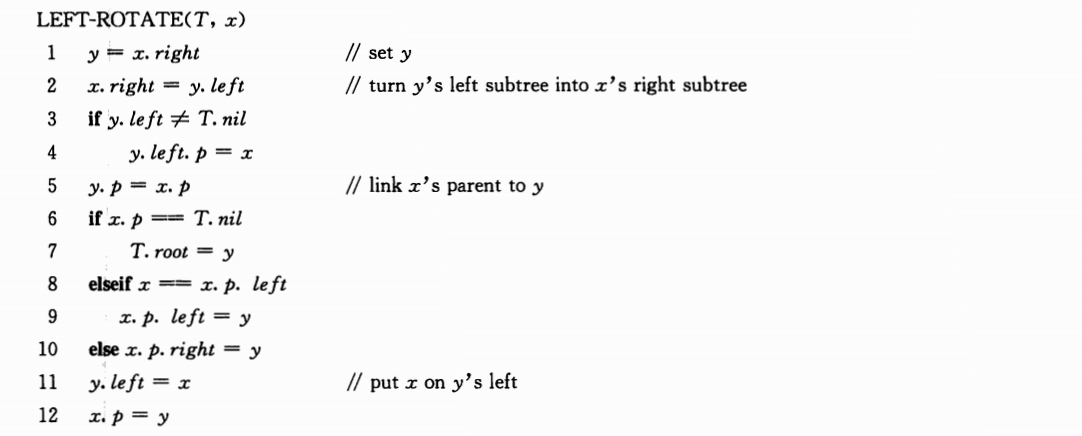 LEFT-ROTATE(T, x)
1 y = x. right // set y
2 x. right = y. left // turn y's left subtree into x's right subtree
3 if y. left ≠ T. nil
4 y. left. p = x
5 y. p = x. p // link x's parent to y
6 if x. p == T. nil
7 T. root = y
8 elseif x == x. p. left
9 x. p. left = y
10 else x. p. right = y
11 y. left = x // put x on y's left
12 x. p = y